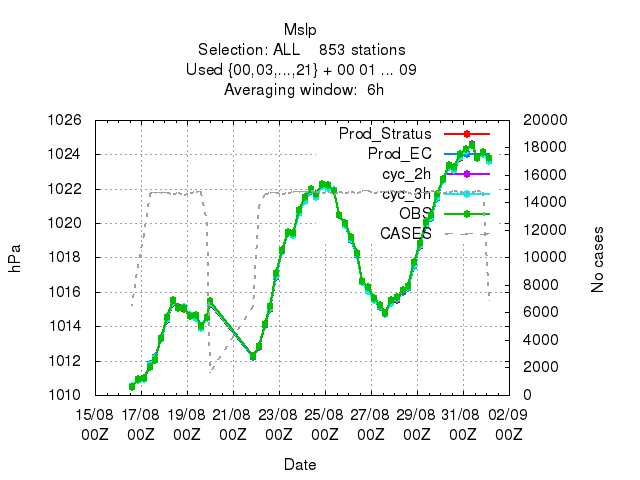 Mslp
Selection: ALL    853 stations
Used {00,03,...,21} + 00 01 ... 09
Averaging window:  6h
1026
1024
1022
1020
1018
1016
1014
1012
1010
hPa
20000
18000
16000
14000
12000
10000
8000
6000
4000
2000
0
No cases
Prod_Stratus
Prod_EC
cyc_2h
cyc_3h
OBS
CASES
15/08 17/08 19/08 21/08 23/08 25/08 27/08 29/08 31/08 02/09
00Z 00Z 00Z 00Z 00Z 00Z 00Z 00Z 00Z 00Z
Date